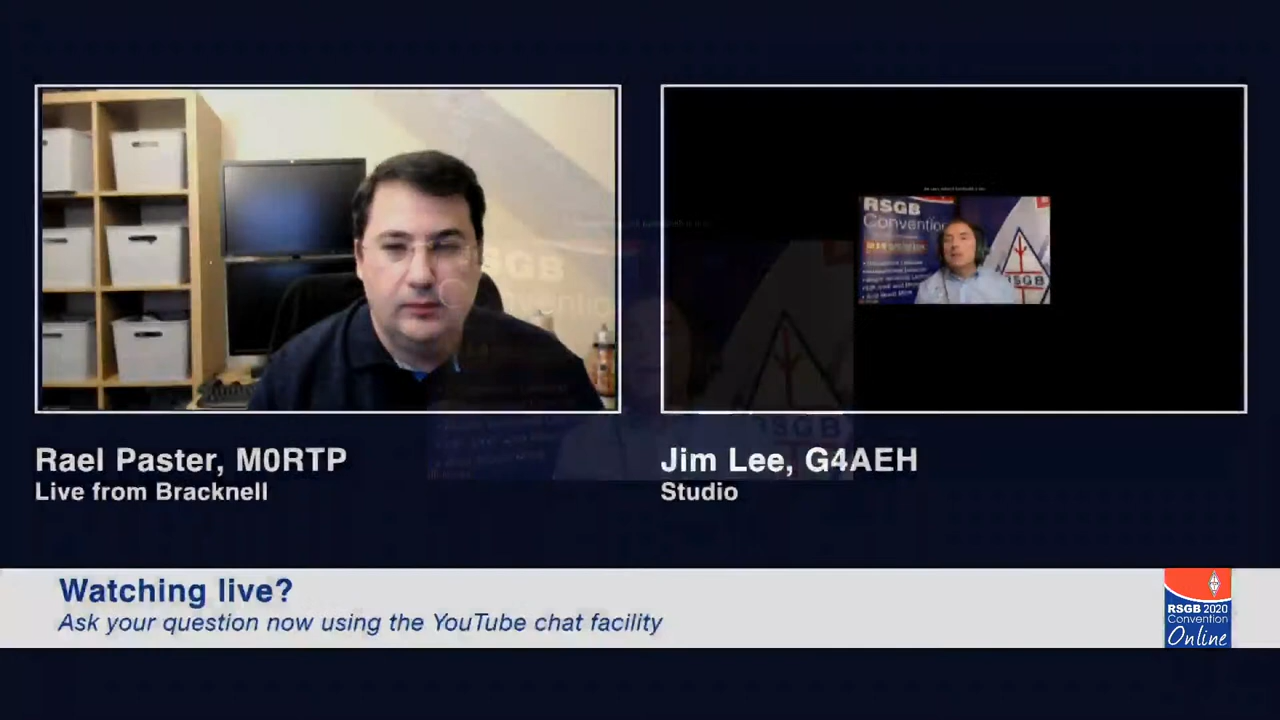 RSGB
Convention
RSGB
Rael Paster, M0RTP
Live from Bracknell
Jim Lee, G4AEH
Studio
Watching live?
Ask your question now using the YouTube chat facility
RSGB 2020
Convention
Online